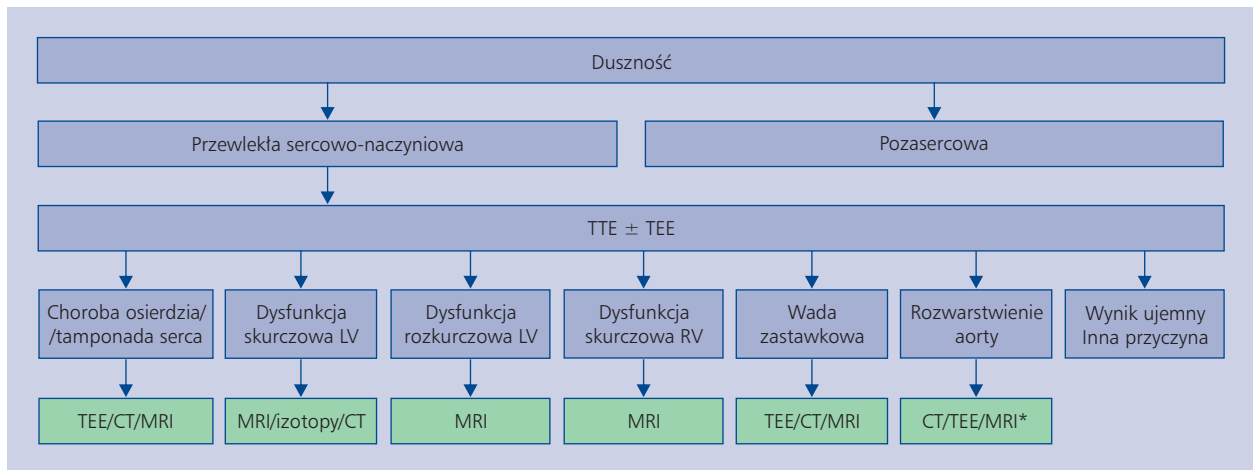 Duszność
Przewlekła sercowo-naczyniowa
Pozasercowa
TTE ± TEE
Choroba osierdzia/
/tamponada serca
Dysfunkcja
skurczowa LV
Dysfunkcja
rozkurczowa LV
Dysfunkcja
skurczowa RV
Wada
zastawkowa
Rozwarstwienie
aorty
Wynik ujemny
Inna przyczyna
TEE/CT/MRI
MRI/izotopy/CT
MRI
MRI
TEE/CT/MRI
CT/TEE/MRI*